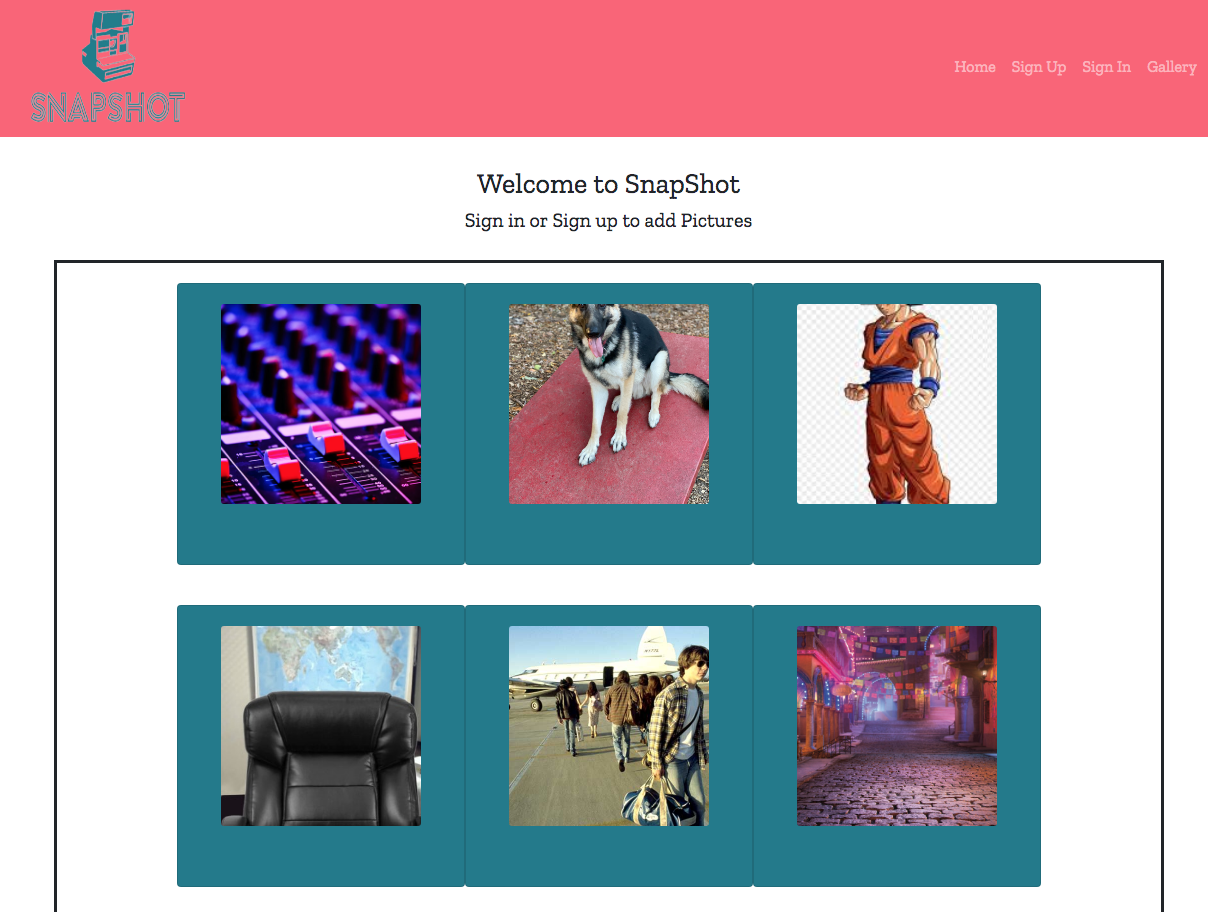 SNAPSHOT
Home Sign Up Sign In Gallery
Welcome to SnapShot
Sign in or Sign up to add Pictures